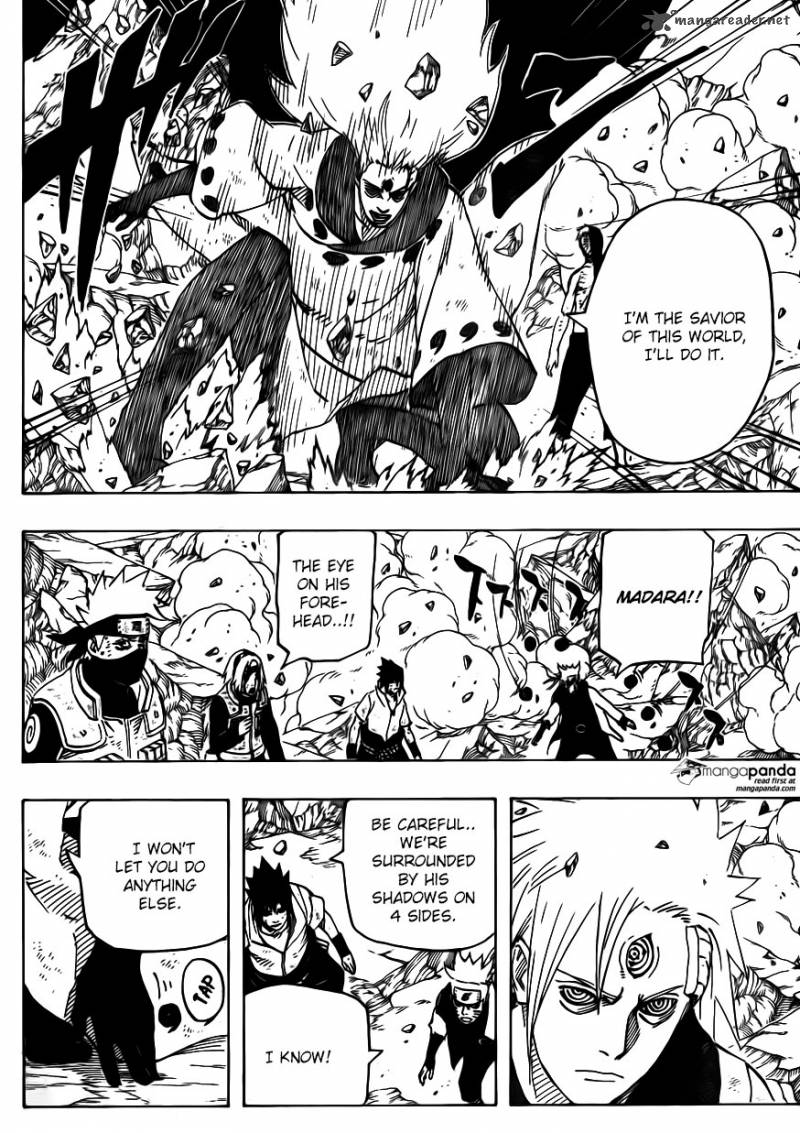 mangareader.net
I'M THE SAVIOR
OF THIS WORLD,
I'LL DO IT.
THE EYE
ON HIS
FORE-
HEAD..!!
MADARA!!
mangapanda
read first at
mangapanda.com
I WON'T
LET YOU DO
ANYTHING
ELSE.
TAP
BE CAREFUL..
WE'RE
SURROUNDED
BY HIS
SHADOWS ON
4 SIDES.
I KNOW!